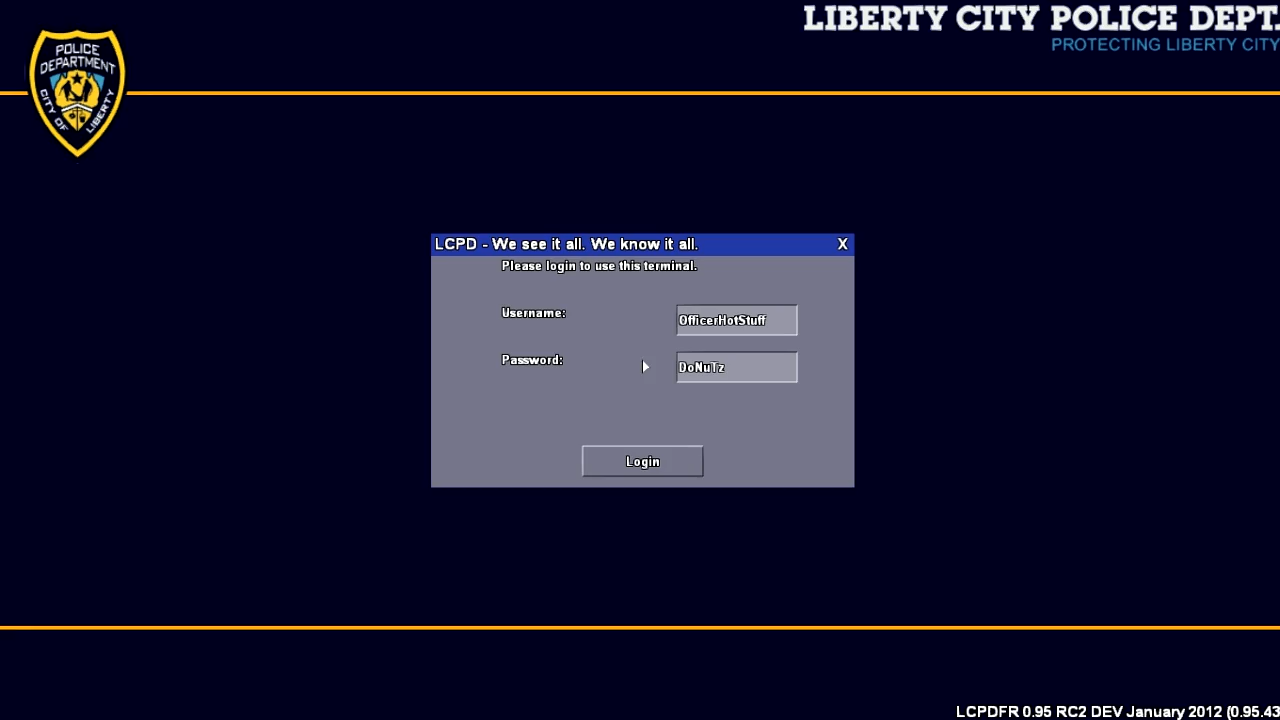 LIBERTY CITY POLICE DEPT.
PROTECTING LIBERTY CITY
POLICE
DEPARTMENT
CITY OF LIBERTY
LCPD - We see it all. We know it all. X
Please login to use this terminal.
Username: OfficerHotStuff
Password: DoNuTz
Login
LCPDFR 0.95 RC2 DEV January 2012 (0.95.43